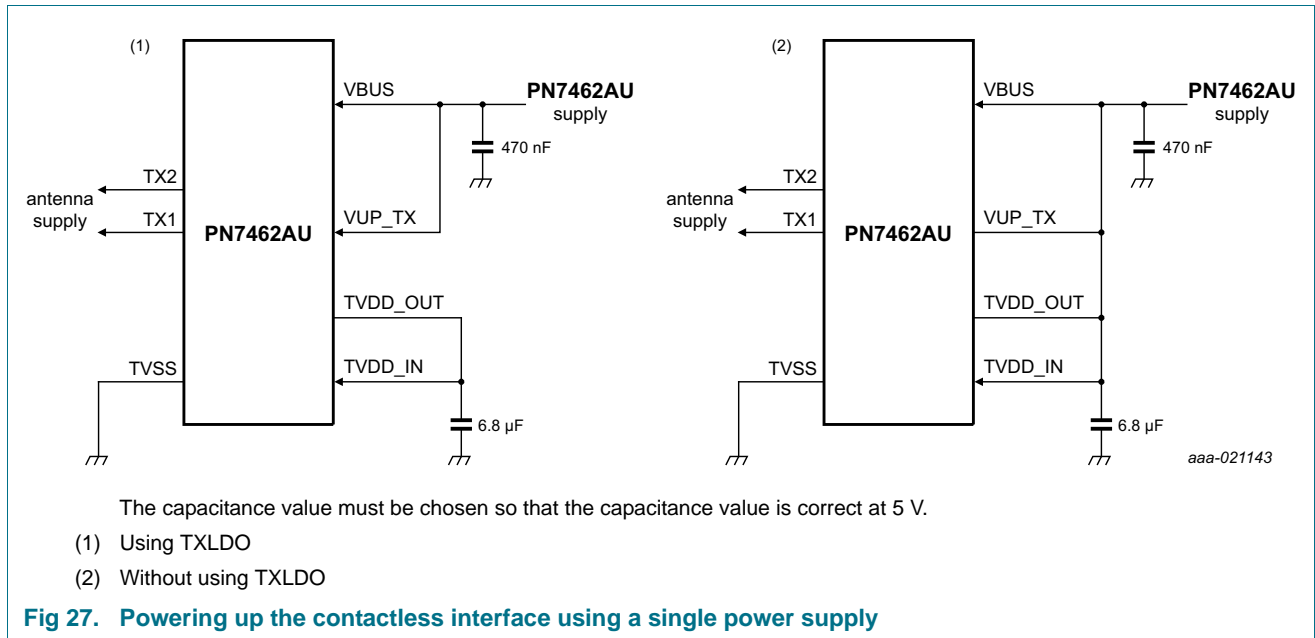 (1)
VBUS
PN7462AU
supply
470 nF
TX2
antenna
supply
TX1
PN7462AU
VUP_TX
TVDD_OUT
TVSS
TVDD_IN
6.8 µF
(2)
VBUS
PN7462AU
supply
470 nF
TX2
antenna
supply
TX1
PN7462AU
VUP_TX
TVDD_OUT
TVSS
TVDD_IN
6.8 µF
aaa-021143
The capacitance value must be chosen so that the capacitance value is correct at 5 V.
(1) Using TXLDO
(2) Without using TXLDO
Fig 27. Powering up the contactless interface using a single power supply